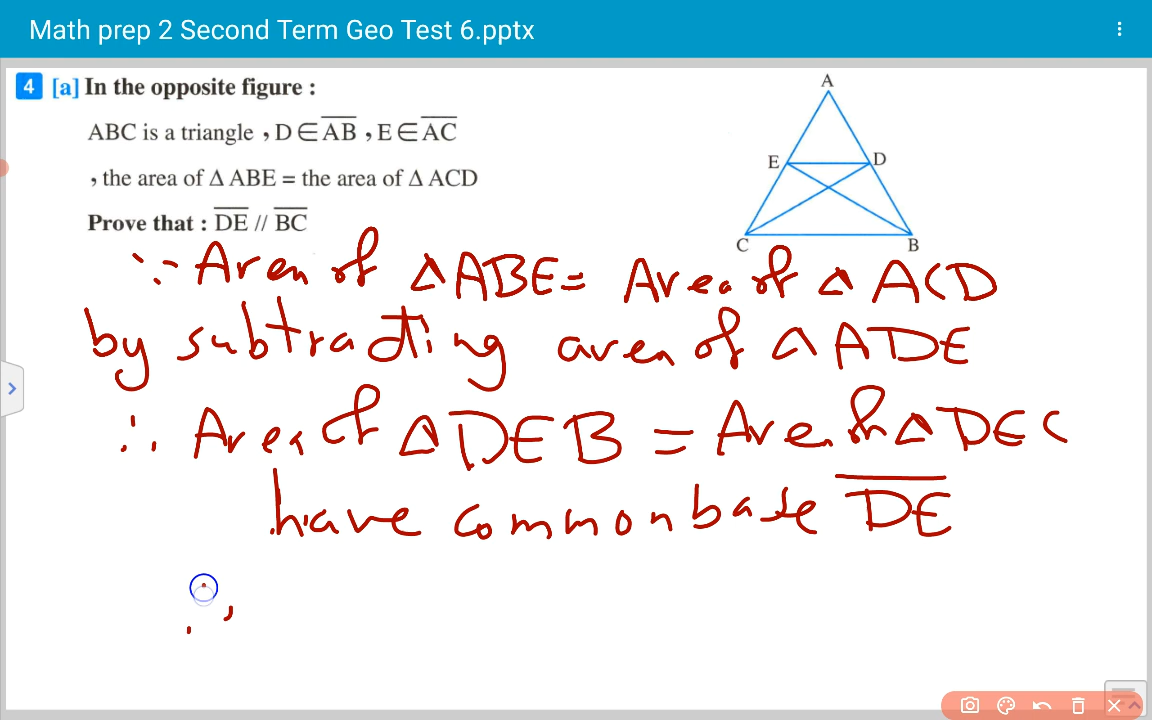 Math prep 2 Second Term Geo Test 6.pptx
4 [a] In the opposite figure :
ABC is a triangle , D ∈ AB , E ∈ AC
, the area of Δ ABE = the area of Δ ACD
Prove that : DE // BC
A
E D
C B
∵ Area of Δ ABE = Area of Δ ACD
by subtracting area of Δ ADE
∴ Area of Δ DEB = Area of Δ DEC
have common base DE
∴